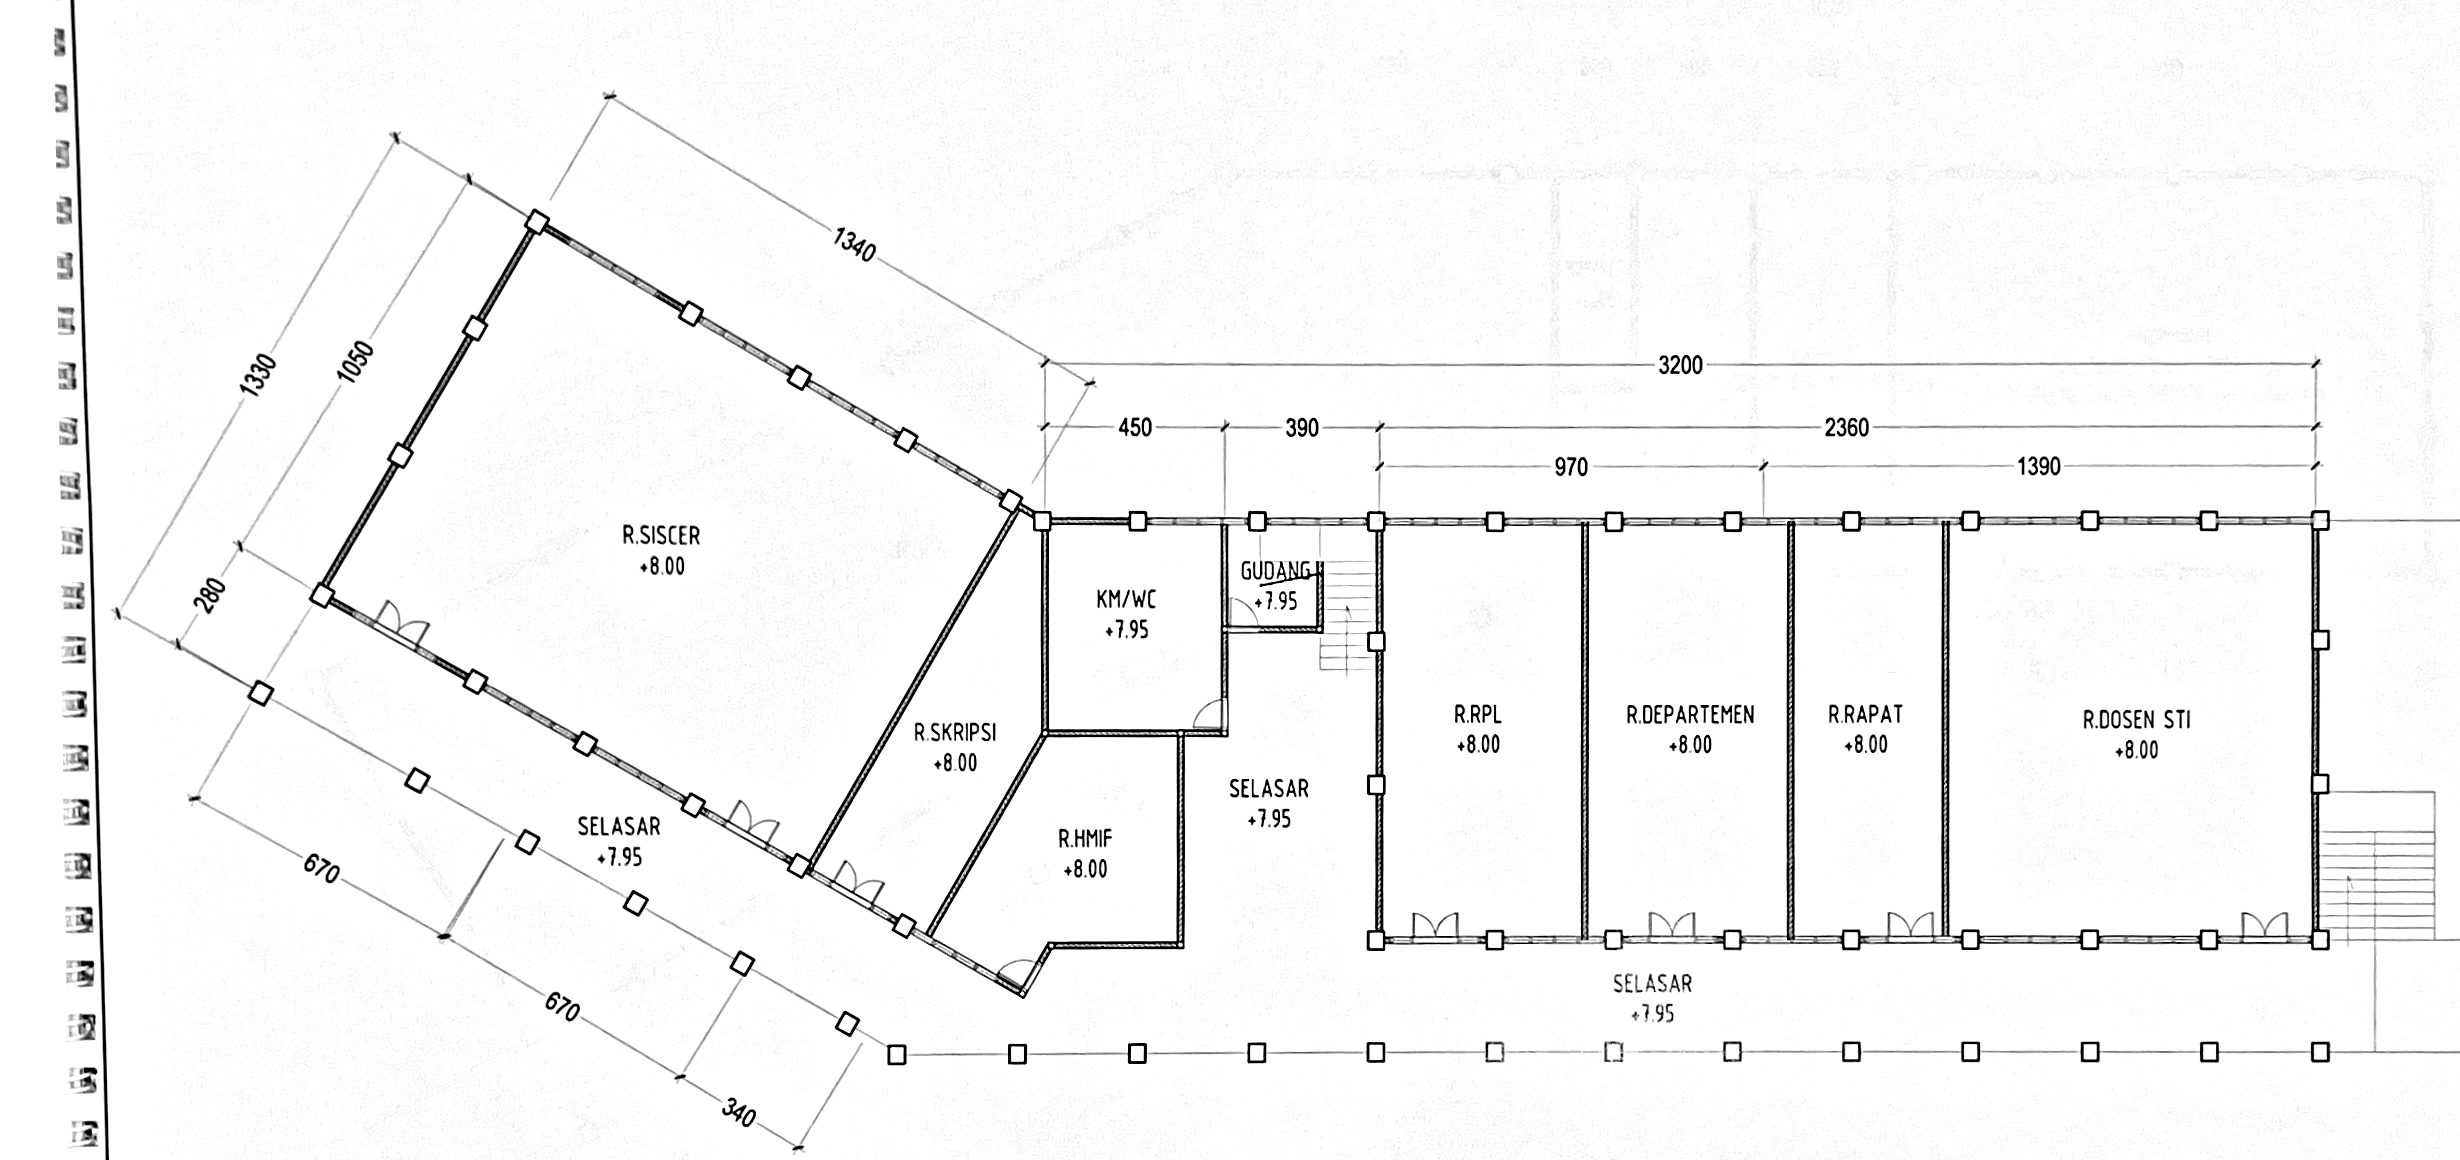 1340
1330
1050
280
3200
450
390
2360
970
1390
R.SISCER
+8.00
GUDANG
+7.95
KM/WC
+7.95
R.SKRIPSI
+8.00
R.RPL
+8.00
R.DEPARTEMEN
+8.00
R.RAPAT
+8.00
R.DOSEN STI
+8.00
SELASAR
+7.95
R.HMIF
+8.00
SELASAR
+7.95
SELASAR
+7.95
670
670
340